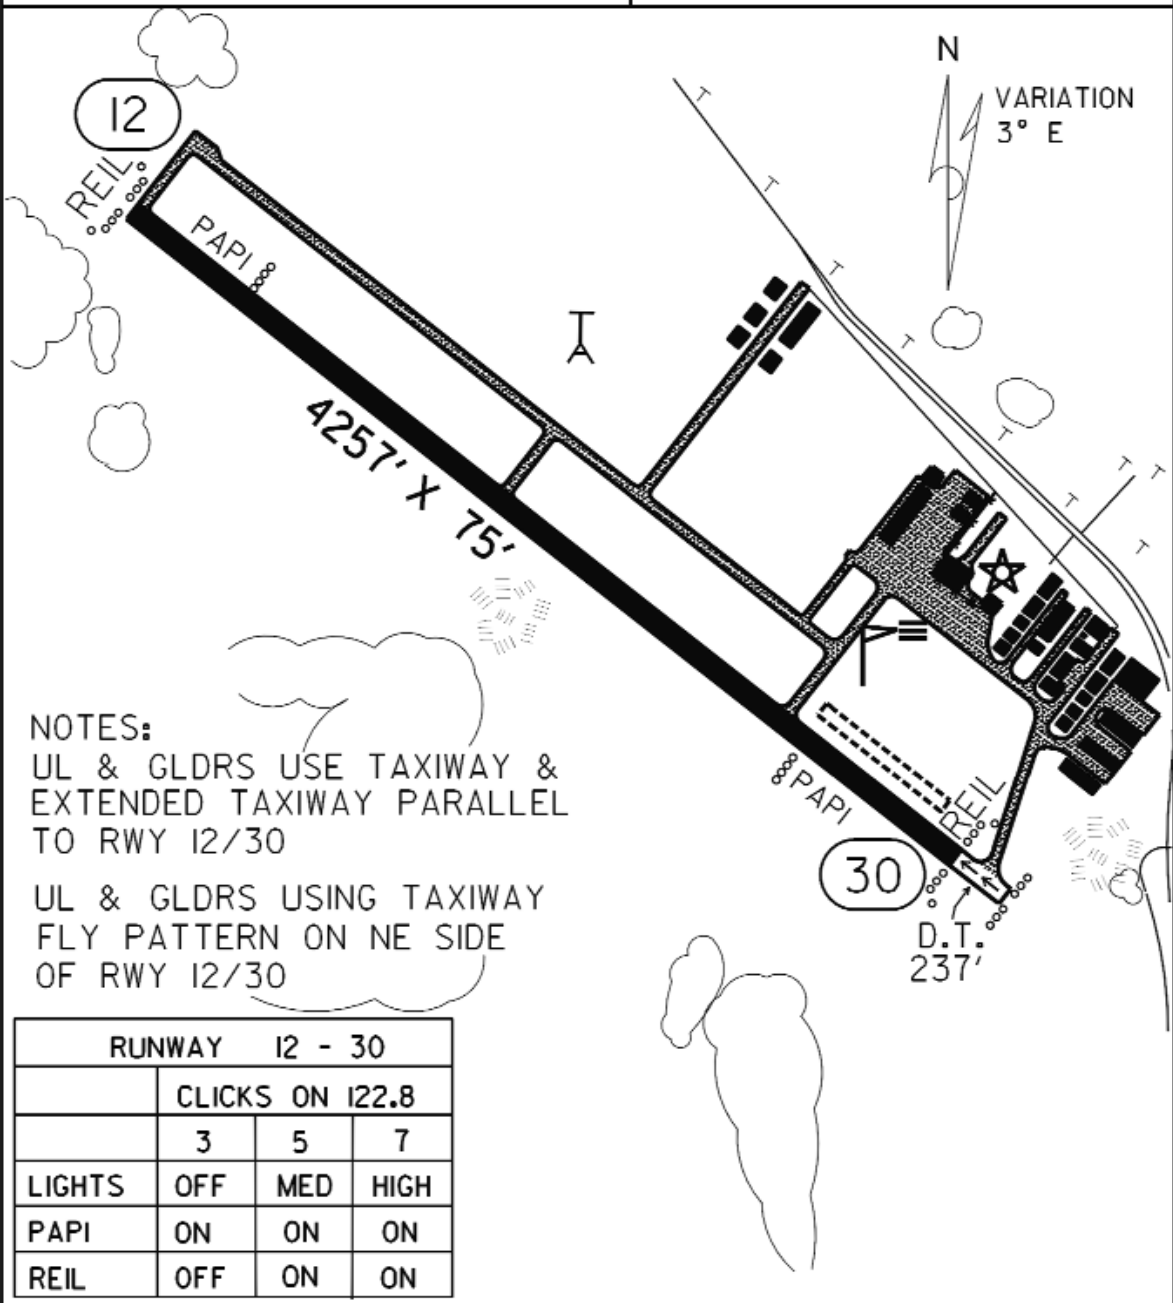 N
VARIATION
3° E
12
REIL
PAPI
T
T
T
T
T
T
T
T
T
T
A
4257' X 75'
PAPI
REIL
30
D.T.
237'
NOTES:
UL & GLDRS USE TAXIWAY &
EXTENDED TAXIWAY PARALLEL
TO RWY 12/30
UL & GLDRS USING TAXIWAY
FLY PATTERN ON NE SIDE
OF RWY 12/30
RUNWAY 12 - 30
CLICKS ON 122.8
3 5 7
LIGHTS OFF MED HIGH
PAPI ON ON ON
REIL OFF ON ON